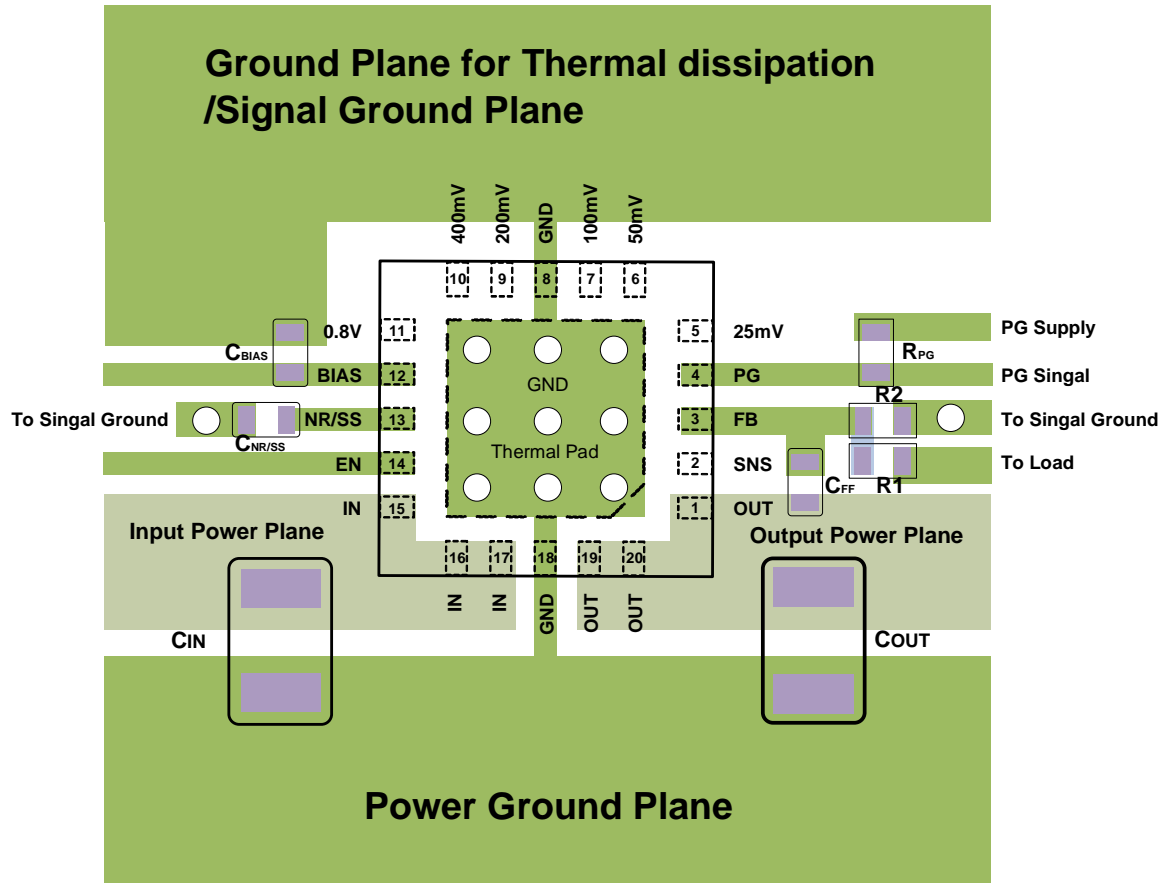 Ground Plane for Thermal dissipation
/Signal Ground Plane
400mV
200mV
GND
100mV
50mV
10
9
8
7
6
0.8V
11
5
25mV
PG Supply
CBIAS
RPG
BIAS
12
GND
4
PG
PG Singal
R2
To Singal Ground
NR/SS
13
3
FB
To Singal Ground
CNR/SS
Thermal Pad
EN
14
2
SNS
To Load
CFF
R1
IN
15
1
OUT
Input Power Plane
Output Power Plane
16
17
18
19
20
IN
IN
GND
OUT
OUT
CIN
COUT
Power Ground Plane